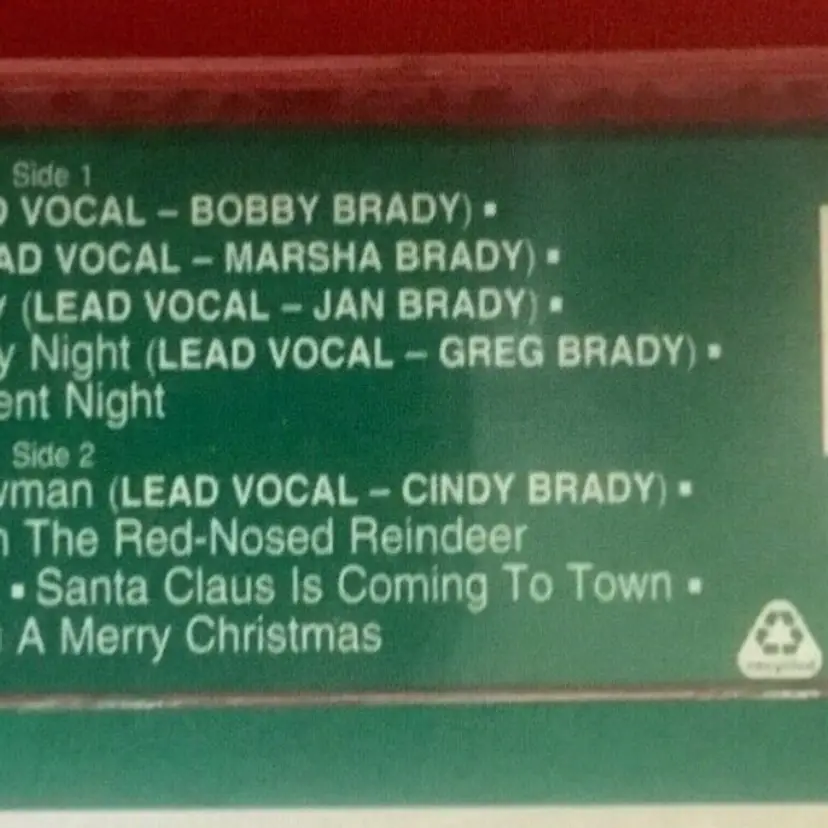 Side 1
D VOCAL – BOBBY BRADY) ▪
AD VOCAL – MARSHA BRADY) ▪
y (LEAD VOCAL – JAN BRADY) ▪
y Night (LEAD VOCAL – GREG BRADY) ▪
ent Night
Side 2
wman (LEAD VOCAL – CINDY BRADY) ▪
n The Red-Nosed Reindeer
▪ Santa Claus Is Coming To Town ▪
A Merry Christmas
recycled